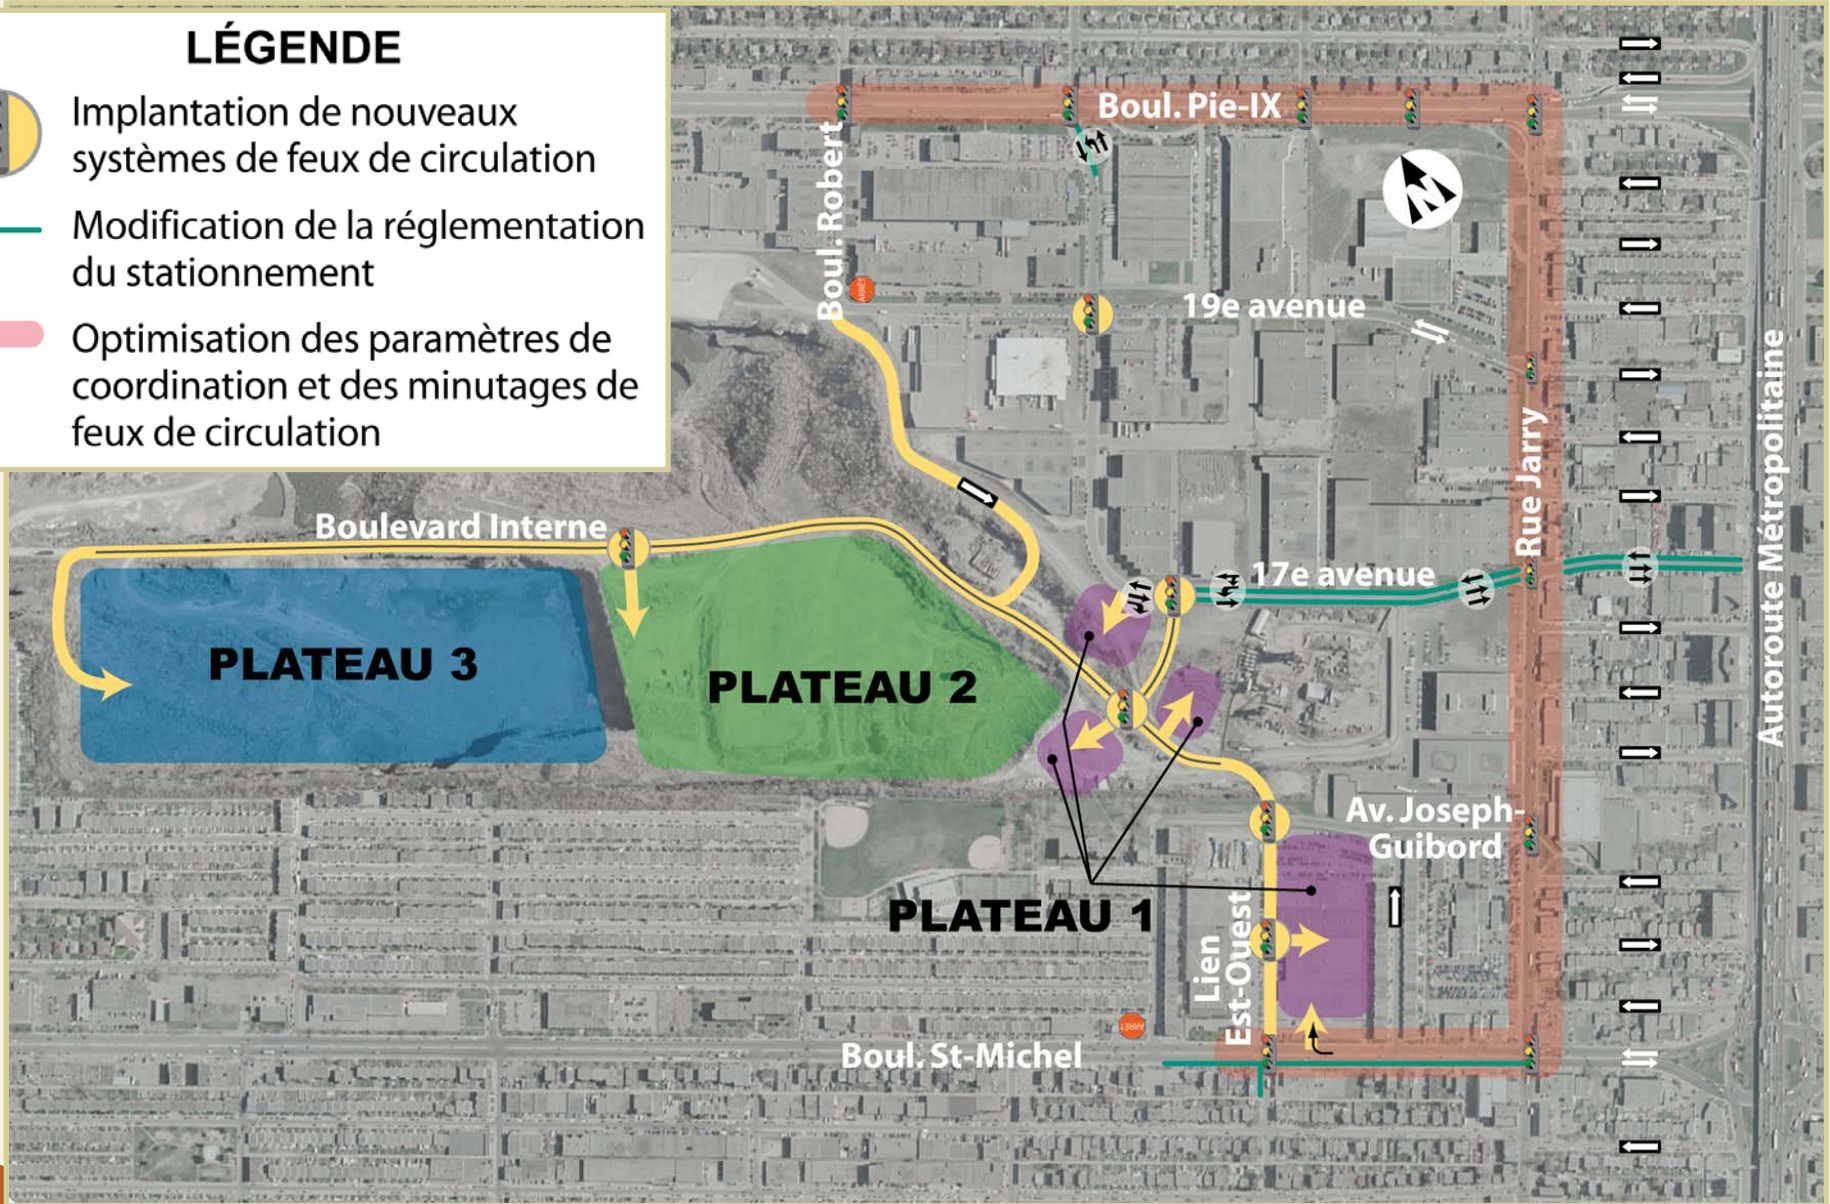 LÉGENDE
Implantation de nouveaux
systèmes de feux de circulation
Modification de la réglementation
du stationnement
Optimisation des paramètres de
coordination et des minutages de
feux de circulation
Boul. Pie-IX
Boul. Robert
ARRÊT
N
19e avenue
Rue Jarry
Autoroute Métropolitaine
Boulevard Interne
17e avenue
PLATEAU 3
PLATEAU 2
Av. Joseph-
Guibord
PLATEAU 1
Lien
Est-Ouest
ARRÊT
Boul. St-Michel